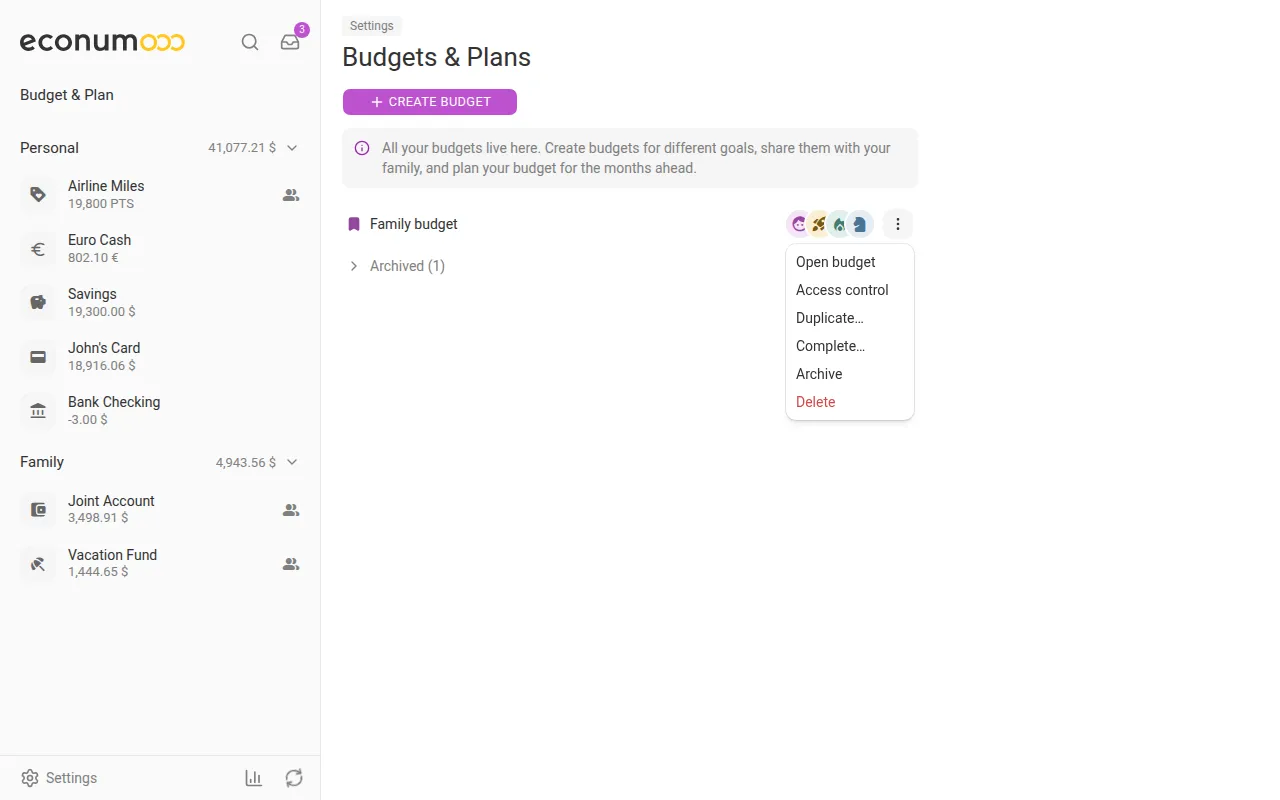 econumo
3
Budget & Plan
Personal
41,077.21 $
Airline Miles
19,800 PTS
Euro Cash
802.10 €
Savings
19,300.00 $
John's Card
18,916.06 $
Bank Checking
-3.00 $
Family
4,943.56 $
Joint Account
3,498.91 $
Vacation Fund
1,444.65 $
Settings
Settings
Budgets & Plans
+ CREATE BUDGET
All your budgets live here. Create budgets for different goals, share them with your
family, and plan your budget for the months ahead.
Family budget
Archived (1)
Open budget
Access control
Duplicate…
Complete…
Archive
Delete